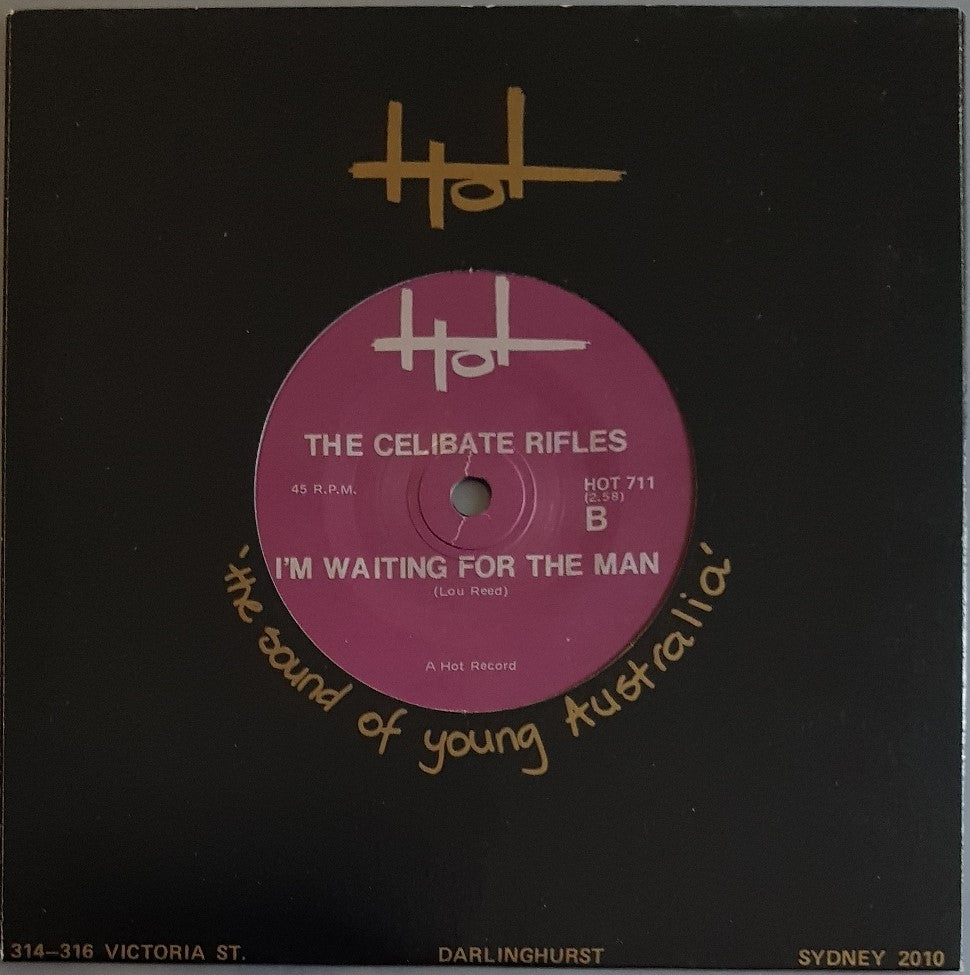 Hot
Hot
THE CELIBATE RIFLES
45 R.P.M.
HOT 711
(2.58)
B
I'M WAITING FOR THE MAN
(Lou Reed)
A Hot Record
'the sound of young Australia'
314-316 VICTORIA ST. DARLINGHURST SYDNEY 2010